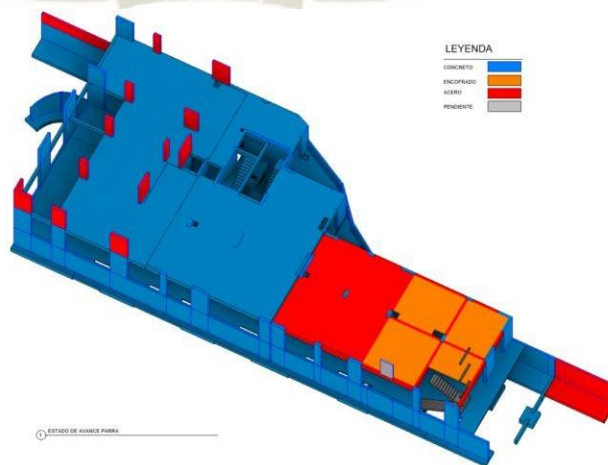 LEYENDA
CONCRETO
ENCOFRADO
ACERO
PENDIENTE
1 ESTADO DE AVANCE PARRA